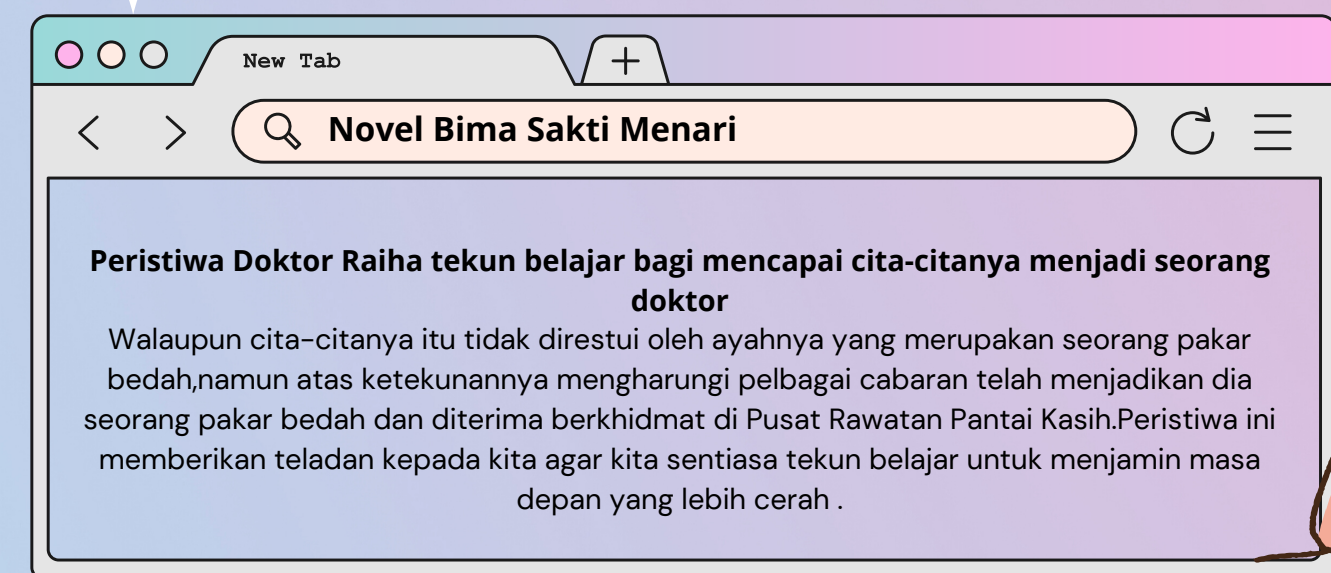 New Tab
Novel Bima Sakti Menari
Peristiwa Doktor Raiha tekun belajar bagi mencapai cita-citanya menjadi seorang
doktor
Walaupun cita-citanya itu tidak direstui oleh ayahnya yang merupakan seorang pakar
bedah,namun atas ketekunannya mengharungi pelbagai cabaran telah menjadikan dia
seorang pakar bedah dan diterima berkhidmat di Pusat Rawatan Pantai Kasih.Peristiwa ini
memberikan teladan kepada kita agar kita sentiasa tekun belajar untuk menjamin masa
depan yang lebih cerah .